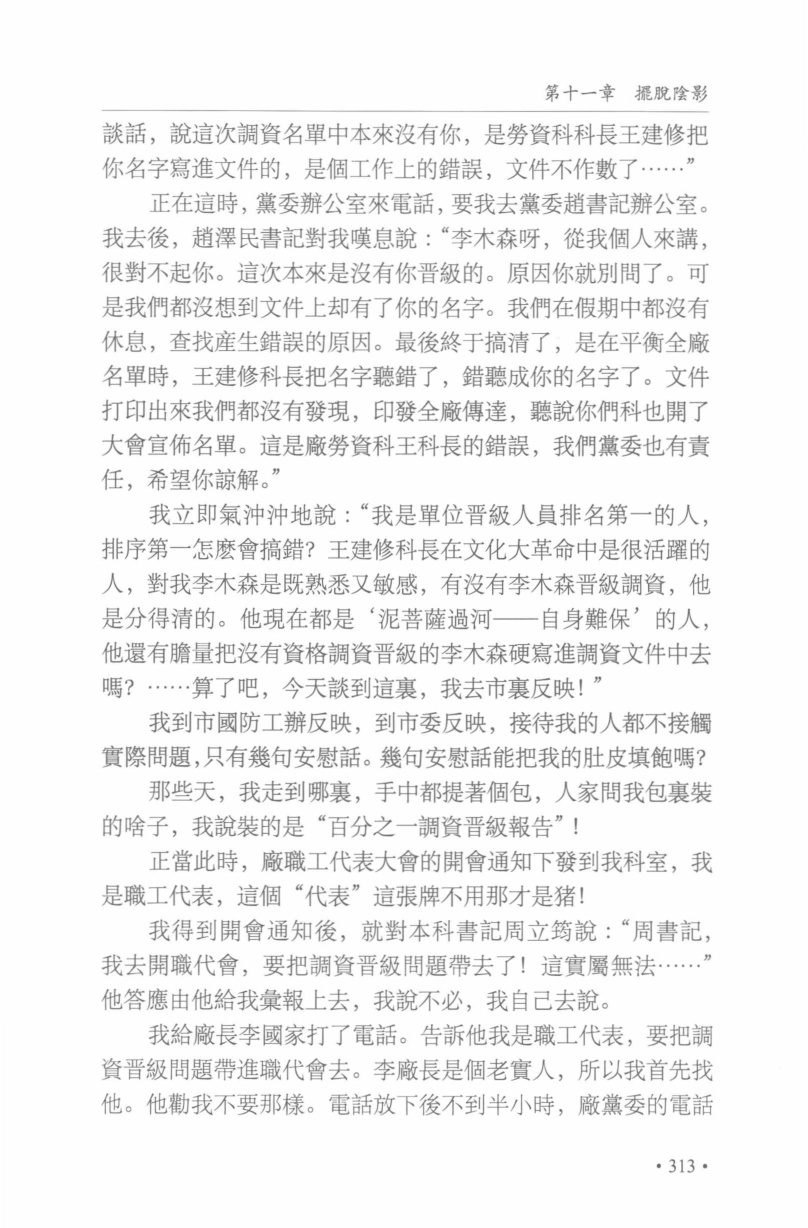 第十一章　擺脫陰影
談話，說這次調資名單中本來沒有你，是勞資科科長王建修把
你名字寫進文件的，是個工作上的錯誤，文件不作數了……”
正在這時，黨委辦公室來電話，要我去黨委趙書記辦公室。
我去後，趙澤民書記對我嘆息說：“李木森呀，從我個人來講，
很對不起你。這次本來是沒有你晋級的。原因你就別問了。可
是我們都沒想到文件上却有了你的名字。我們在假期中都沒有
休息，查找産生錯誤的原因。最後終于搞清了，是在平衡全廠
名單時，王建修科長把名字聽錯了，錯聽成你的名字了。文件
打印出來我們都沒有發現，印發全廠傳達，聽說你們科也開了
大會宣佈名單。這是廠勞資科王科長的錯誤，我們黨委也有責
任，希望你諒解。”
我立即氣沖沖地說：“我是單位晋級人員排名第一的人，
排序第一怎麽會搞錯？王建修科長在文化大革命中是很活躍的
人，對我李木森是既熟悉又敏感，有沒有李木森晋級調資，他
是分得清的。他現在都是‘泥菩薩過河——自身難保’的人，
他還有膽量把沒有資格調資晋級的李木森硬寫進調資文件中去
嗎？……算了吧，今天談到這裏，我去市裏反映！”
我到市國防工辦反映，到市委反映，接待我的人都不接觸
實際問題，只有幾句安慰話。幾句安慰話能把我的肚皮填飽嗎？
那些天，我走到哪裏，手中都提著個包，人家問我包裏裝
的啥子，我說裝的是“百分之一調資晋級報告”！
正當此時，廠職工代表大會的開會通知下發到我科室，我
是職工代表，這個“代表”這張牌不用那才是猪！
我得到開會通知後，就對本科書記周立筠說：“周書記，
我去開職代會，要把調資晋級問題帶去了！這實屬無法……”
他答應由他給我彙報上去，我說不必，我自己去說。
我給廠長李國家打了電話。告訴他我是職工代表，要把調
資晋級問題帶進職代會去。李廠長是個老實人，所以我首先找
他。他勸我不要那樣。電話放下後不到半小時，廠黨委的電話
• 313 •